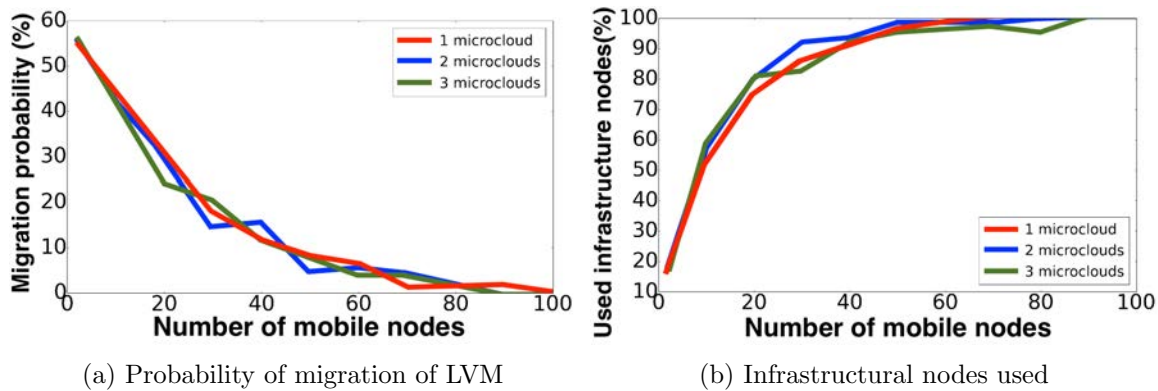 Migration probability (%)
60
50
40
30
20
10
0
0
20
40
60
80
100
1 microcloud
2 microclouds
3 microclouds
Number of mobile nodes
(a) Probability of migration of LVM
Used infrastructure nodes(%)
100
90
80
70
60
50
40
30
20
10
0
20
40
60
80
100
1 microcloud
2 microclouds
3 microclouds
Number of mobile nodes
(b) Infrastructural nodes used